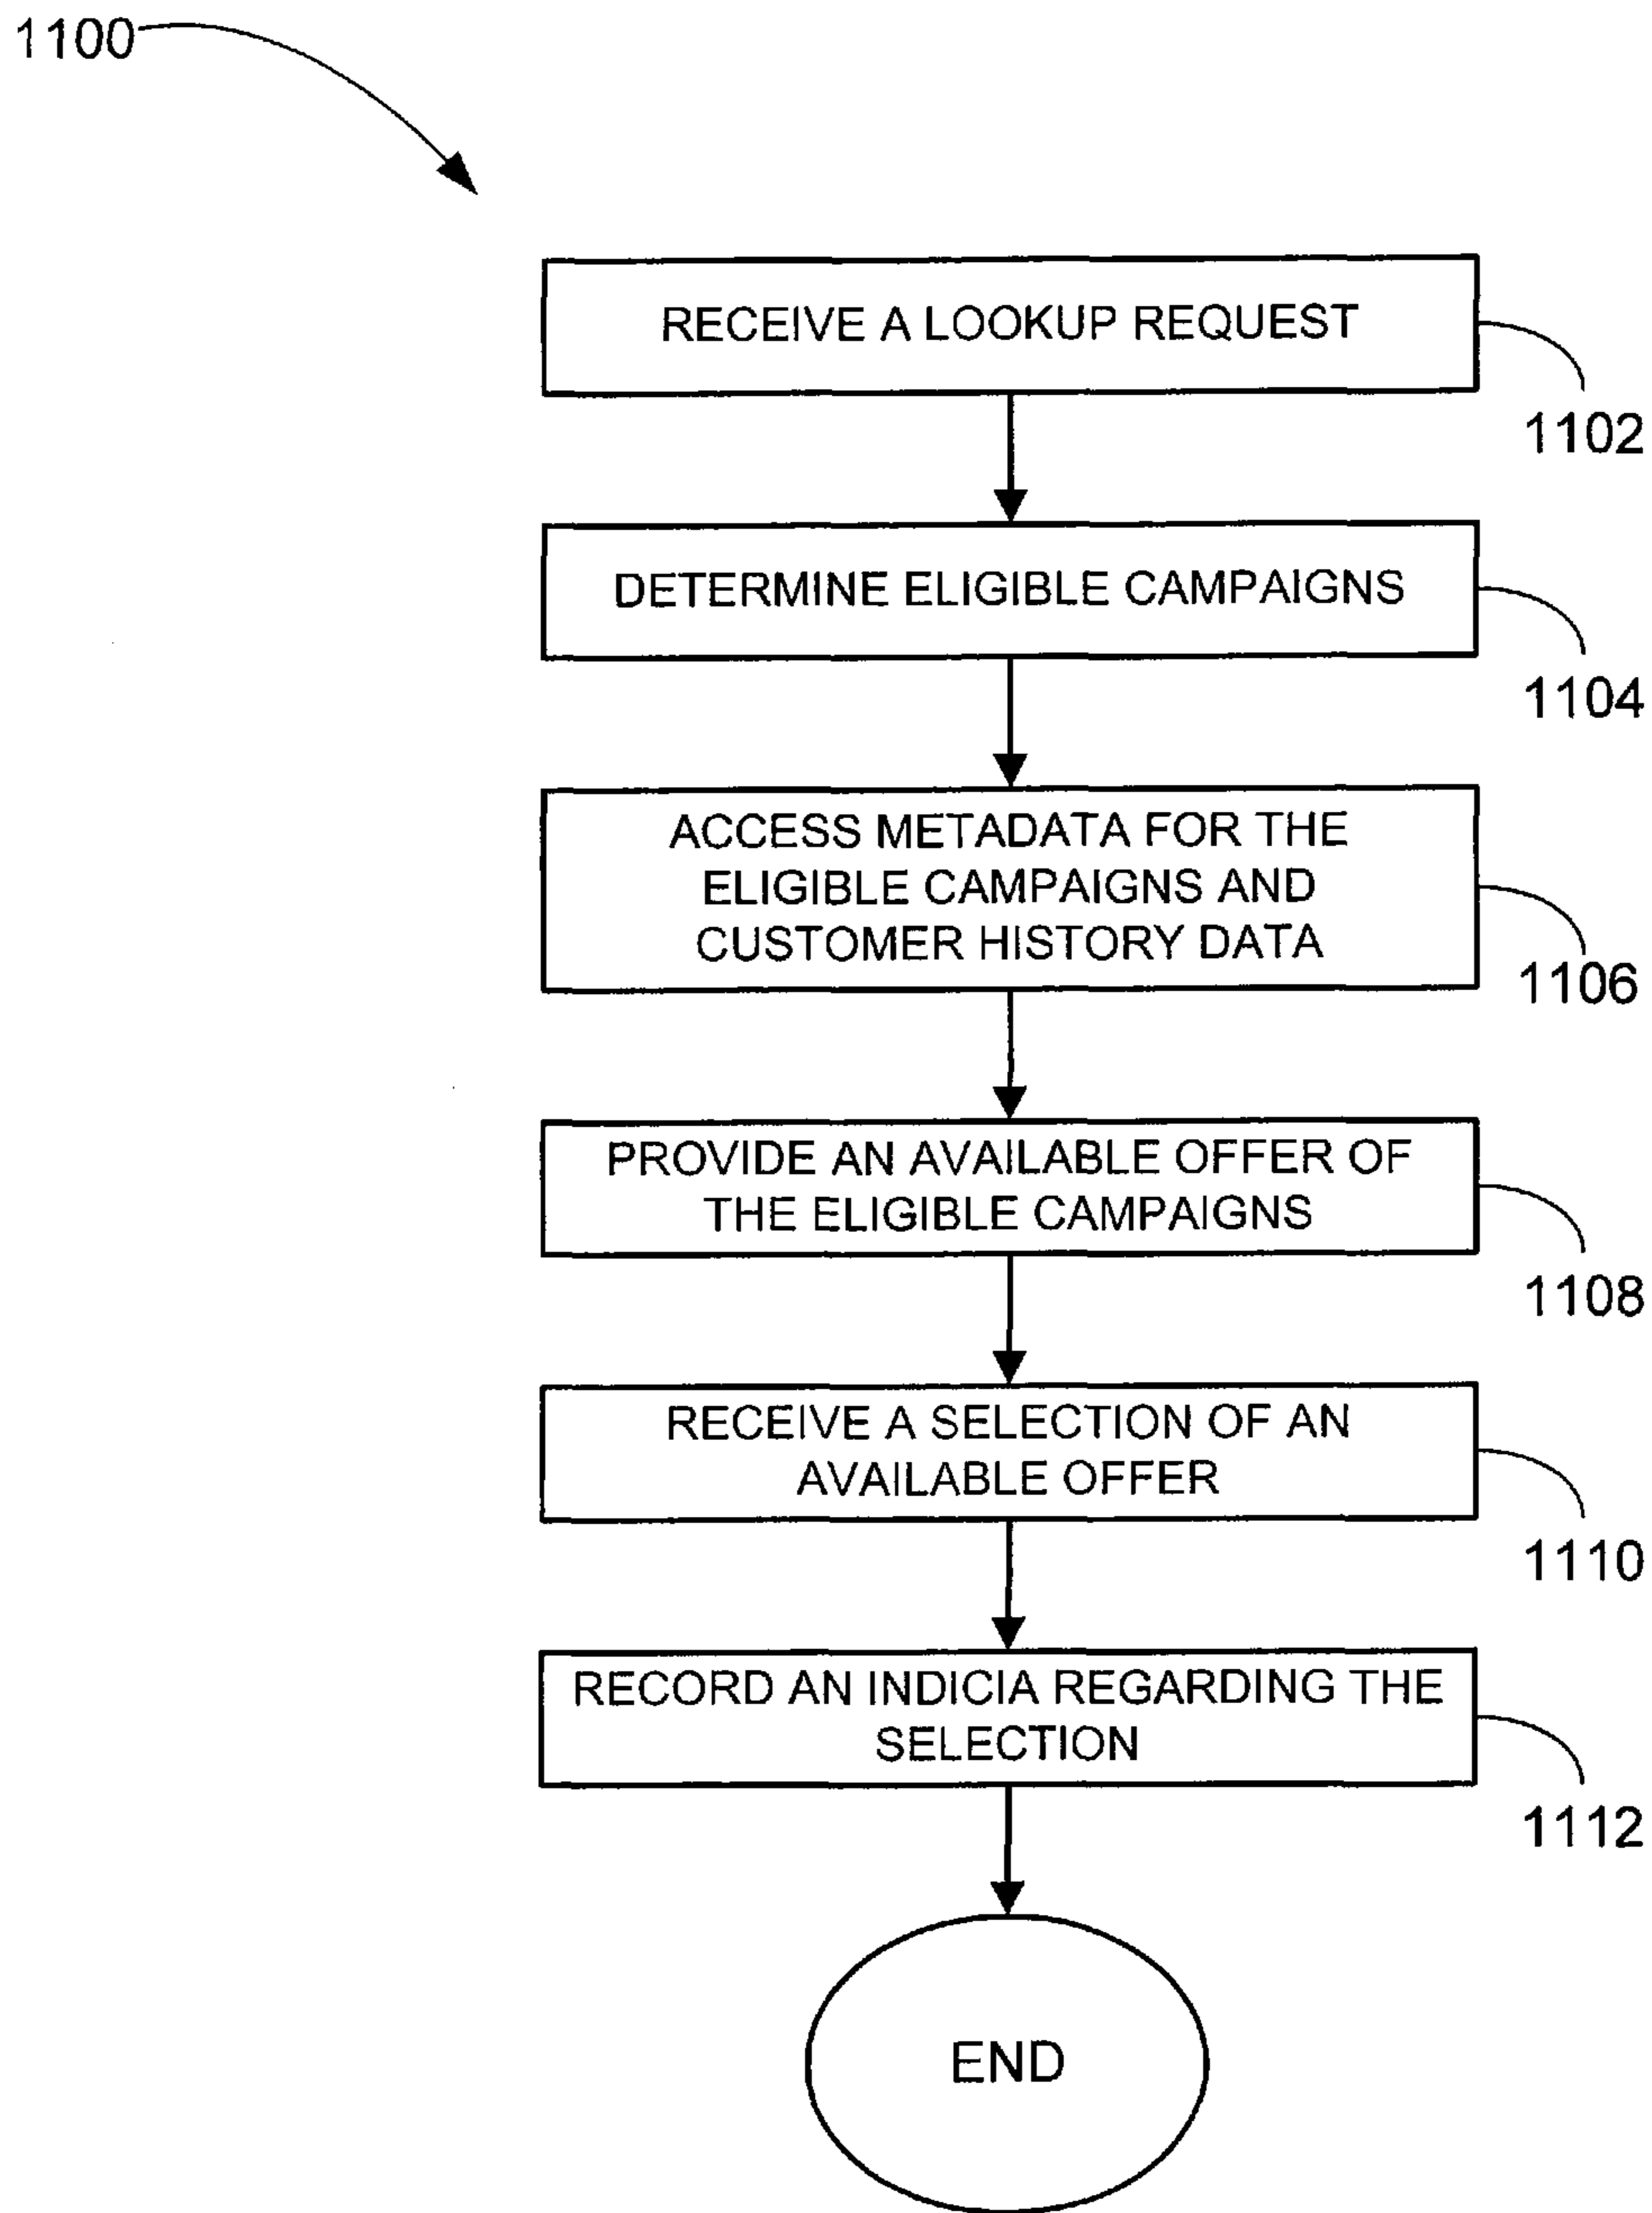 1100
RECEIVE A LOOKUP REQUEST
1102
DETERMINE ELIGIBLE CAMPAIGNS
1104
ACCESS METADATA FOR THE
ELIGIBLE CAMPAIGNS AND
CUSTOMER HISTORY DATA
1106
PROVIDE AN AVAILABLE OFFER OF
THE ELIGIBLE CAMPAIGNS
1108
RECEIVE A SELECTION OF AN
AVAILABLE OFFER
1110
RECORD AN INDICIA REGARDING THE
SELECTION
1112
END